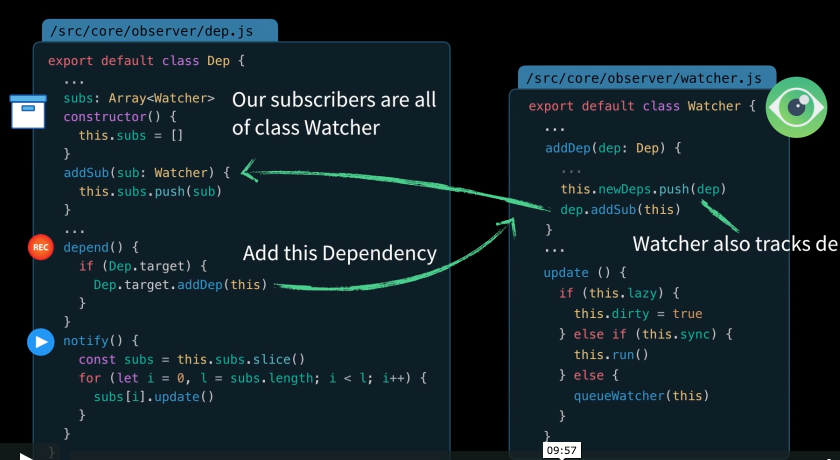 /src/core/observer/dep.js
export default class Dep {
...
subs: Array<Watcher>
constructor() {
this.subs = []
}
addSub(sub: Watcher) {
this.subs.push(sub)
}
...
depend() {
if (Dep.target) {
Dep.target.addDep(this)
}
}
notify() {
const subs = this.subs.slice()
for (let i = 0, l = subs.length; i < l; i++) {
subs[i].update()
}
}
}
Our subscribers are all
of class Watcher
REC
Add this Dependency
/src/core/observer/watcher.js
export default class Watcher {
...
addDep(dep: Dep) {
...
this.newDeps.push(dep)
dep.addSub(this)
}
...
Watcher also tracks de
update () {
if (this.lazy) {
this.dirty = true
} else if (this.sync) {
this.run()
} else {
queueWatcher(this)
}
}
09:57